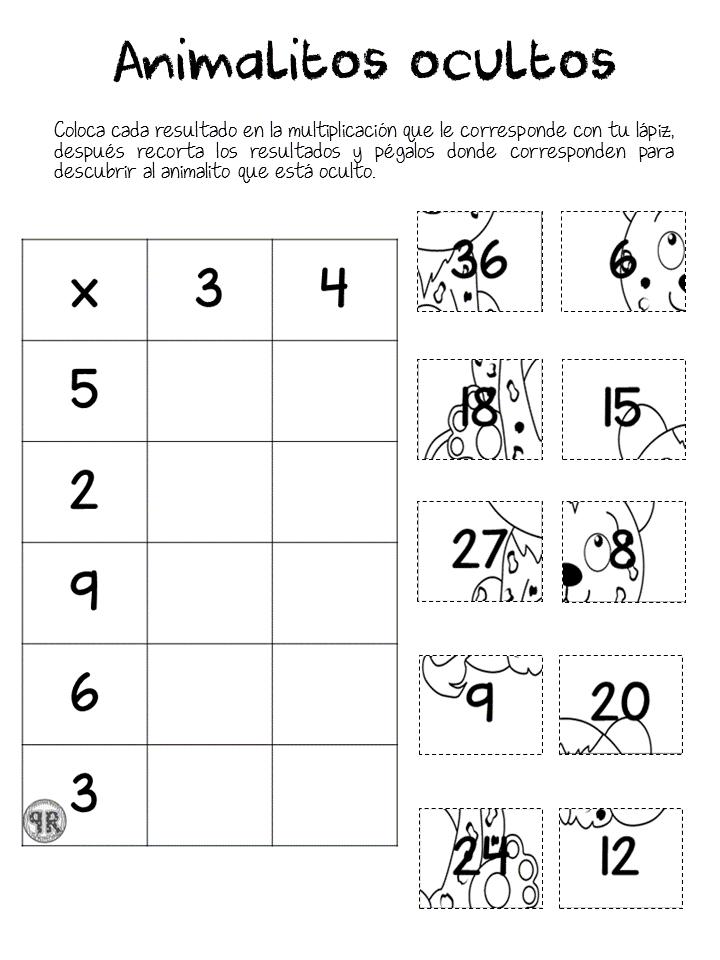 Animalitos ocultos
Coloca cada resultado en la multiplicación que le corresponde con tu lápiz,
después recorta los resultados y pégalos donde corresponden para
descubrir al animalito que está oculto.
x 3 4
5
2
9
6
3
PR
36 6
18 15
27 8
9 20
24 12